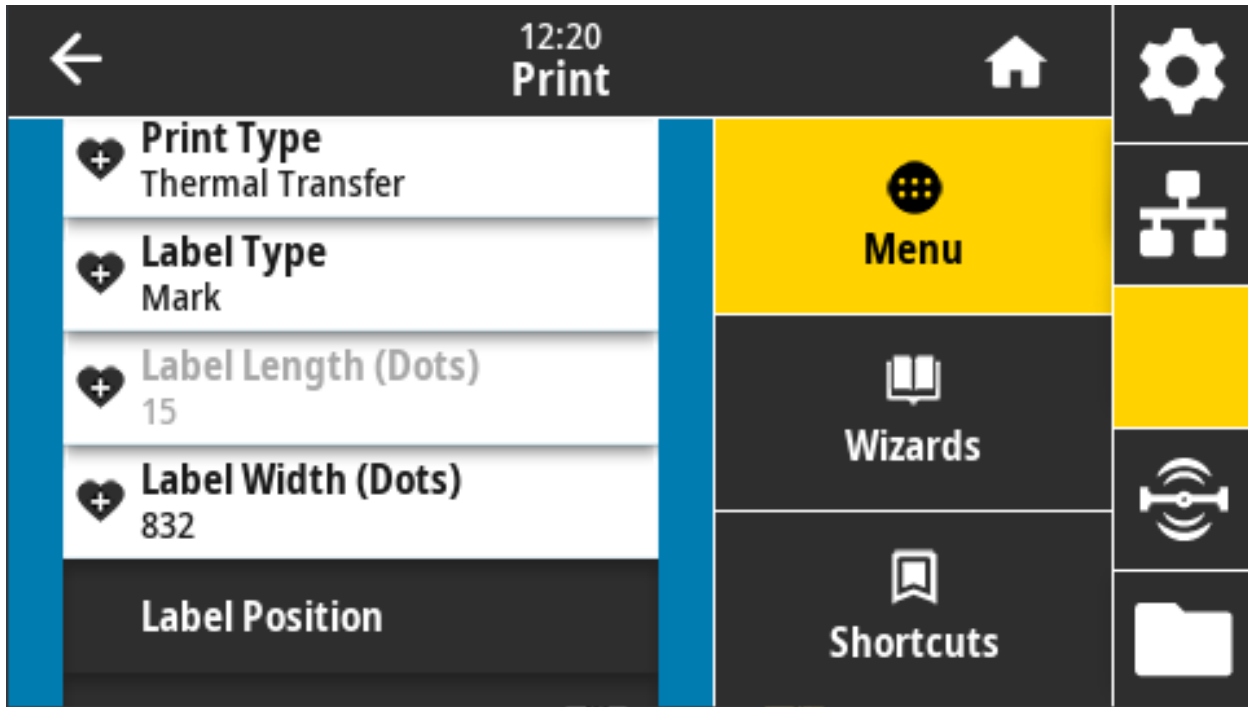 12:20
Print
Print Type
Thermal Transfer
Label Type
Mark
Label Length (Dots)
15
Label Width (Dots)
832
Label Position
Menu
Wizards
Shortcuts